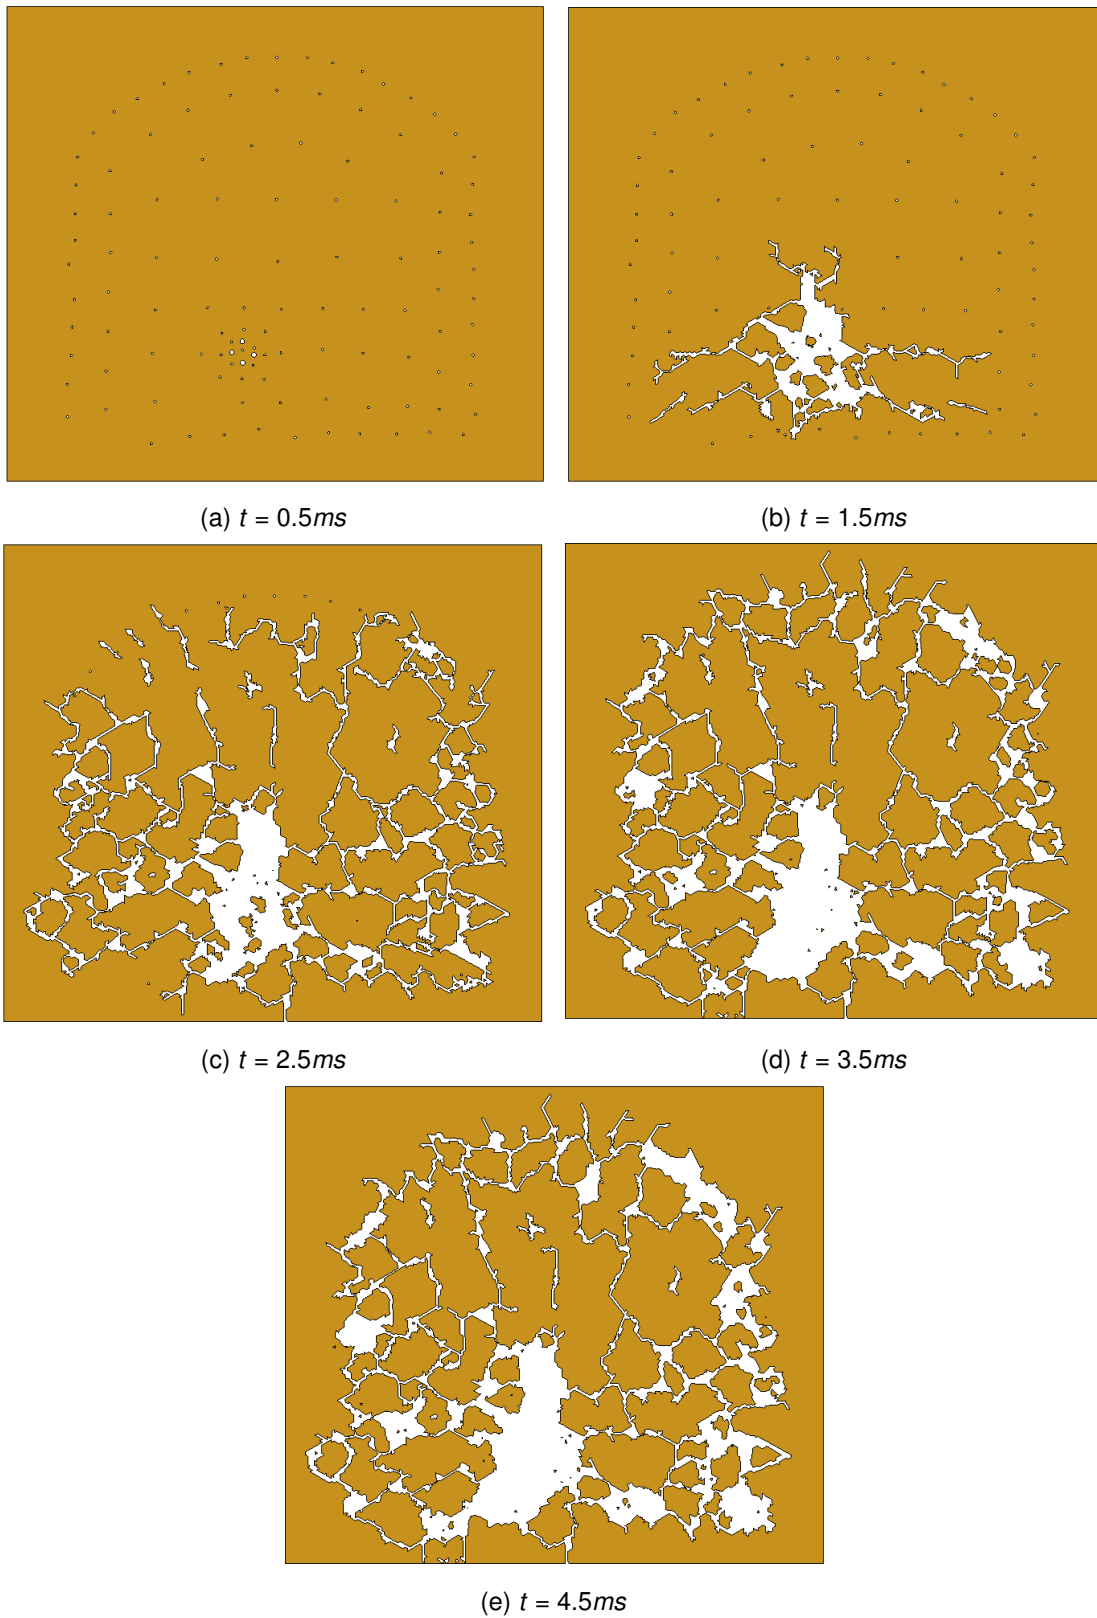 (a) t = 0.5ms
(b) t = 1.5ms
(c) t = 2.5ms
(d) t = 3.5ms
(e) t = 4.5ms